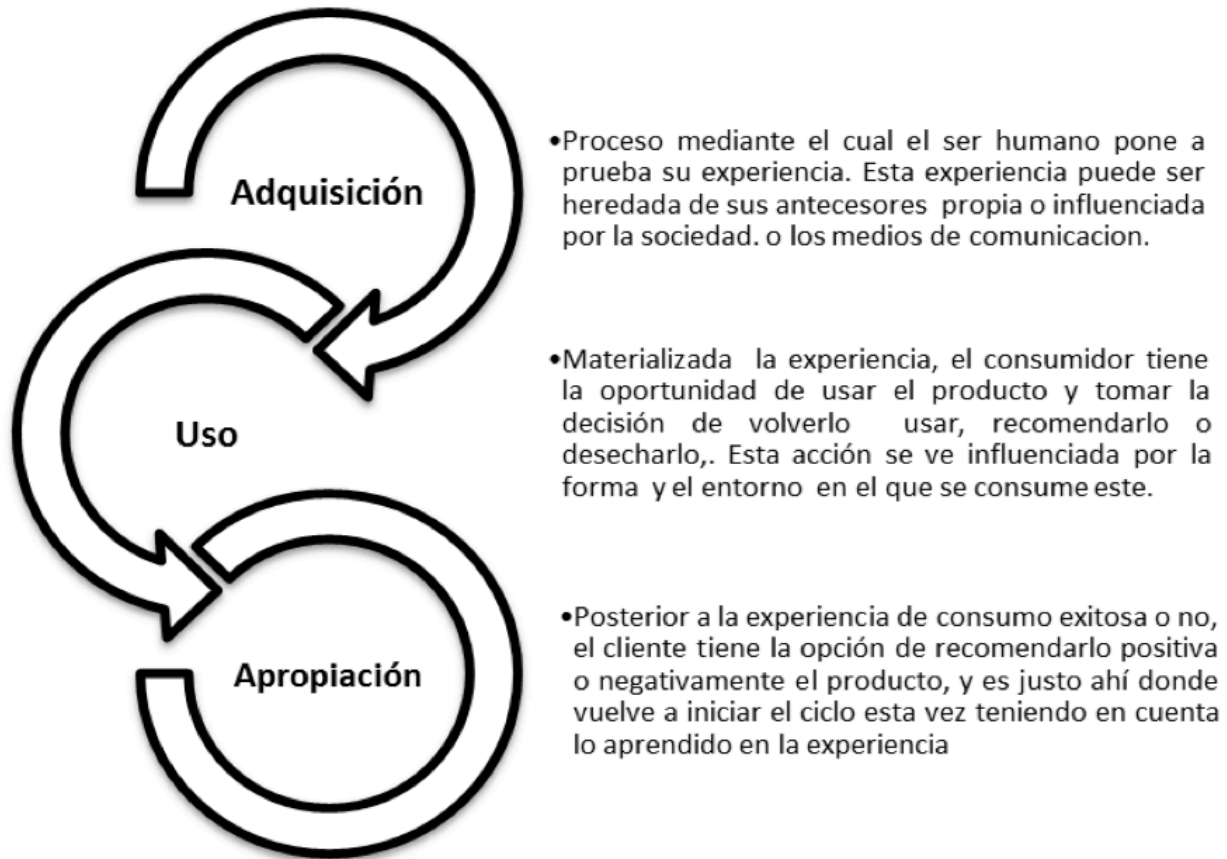 Adquisición
•Proceso mediante el cual el ser humano pone a
prueba su experiencia. Esta experiencia puede ser
heredada de sus antecesores propia o influenciada
por la sociedad. o los medios de comunicacion.
Uso
•Materializada la experiencia, el consumidor tiene
la oportunidad de usar el producto y tomar la
decisión de volverlo usar, recomendarlo o
desecharlo,. Esta acción se ve influenciada por la
forma y el entorno en el que se consume este.
Apropiación
•Posterior a la experiencia de consumo exitosa o no,
el cliente tiene la opción de recomendarlo positiva
o negativamente el producto, y es justo ahí donde
vuelve a iniciar el ciclo esta vez teniendo en cuenta
lo aprendido en la experiencia